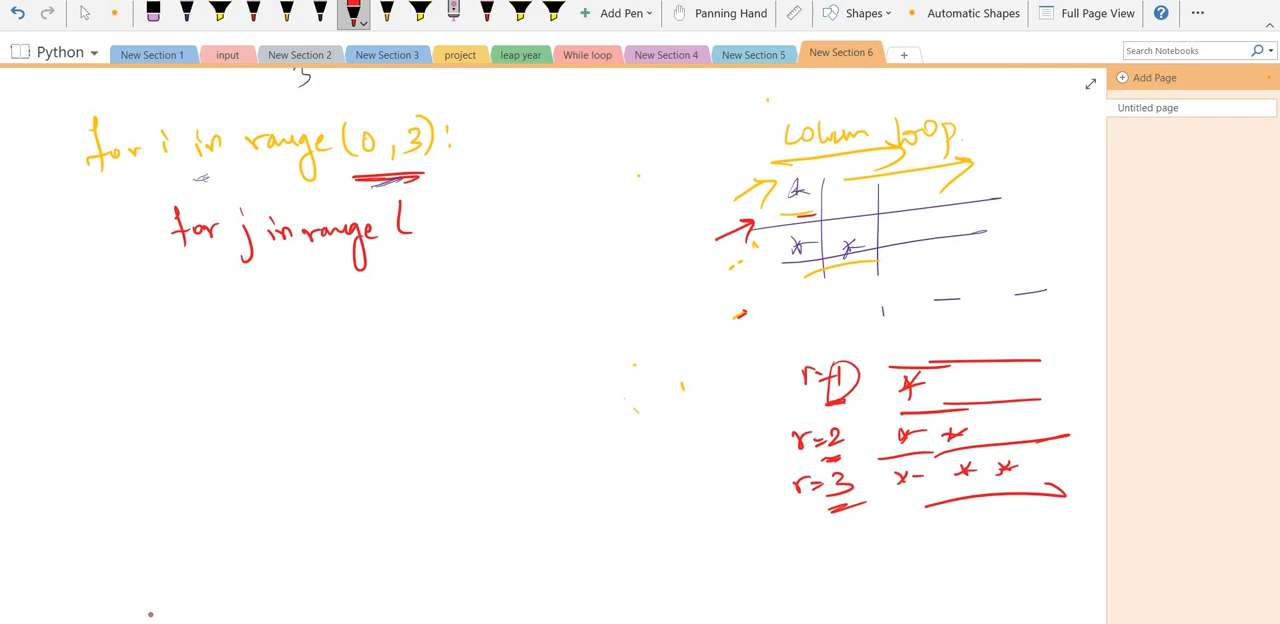 Add Pen
Panning Hand
Shapes
Automatic Shapes
Full Page View
Python
New Section 1
input
New Section 2
New Section 3
project
leap year
While loop
New Section 4
New Section 5
New Section 6
Search Notebooks
Add Page
Untitled page
3
for i in range (0,3):
for j in range (
column loop
*
* *
r=1 *
r=2 * *
r=3 * * *